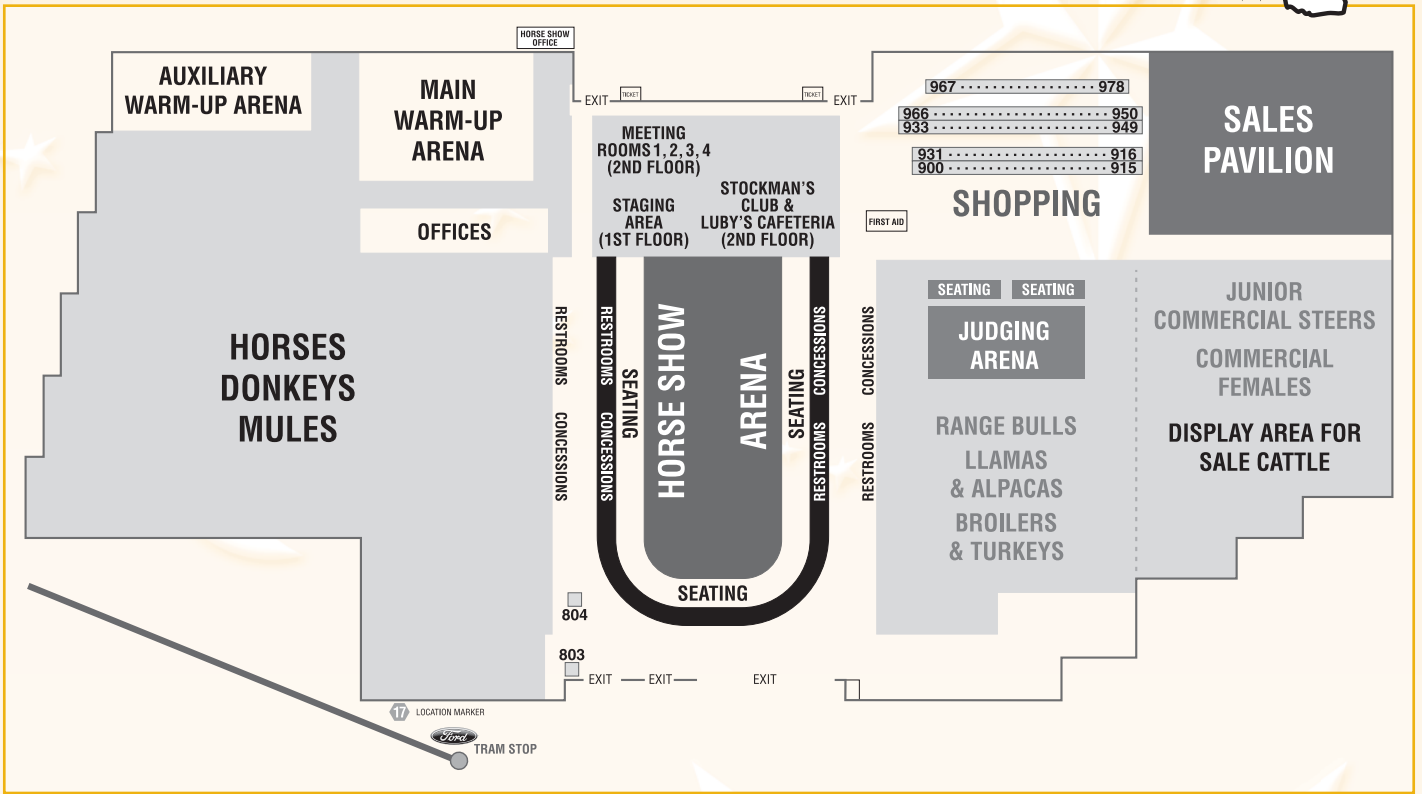 HORSE SHOW
OFFICE
AUXILIARY
WARM-UP ARENA
MAIN
WARM-UP
ARENA
OFFICES
HORSES
DONKEYS
MULES
EXIT
TICKET
TICKET
EXIT
MEETING
ROOMS 1, 2, 3, 4
(2ND FLOOR)
STAGING
AREA
(1ST FLOOR)
STOCKMAN'S
CLUB &
LUBY'S CAFETERIA
(2ND FLOOR)
RESTROOMS
CONCESSIONS
RESTROOMS
CONCESSIONS
SEATING
HORSE SHOW
ARENA
SEATING
CONCESSIONS
RESTROOMS
CONCESSIONS
RESTROOMS
SEATING
804
803
EXIT
EXIT
EXIT
967 978
966 950
933 949
931 916
900 915
SHOPPING
FIRST AID
SALES
PAVILION
SEATING SEATING
JUDGING
ARENA
RANGE BULLS
LLAMAS
& ALPACAS
BROILERS
& TURKEYS
JUNIOR
COMMERCIAL STEERS
COMMERCIAL
FEMALES
DISPLAY AREA FOR
SALE CATTLE
17 LOCATION MARKER
Ford
TRAM STOP